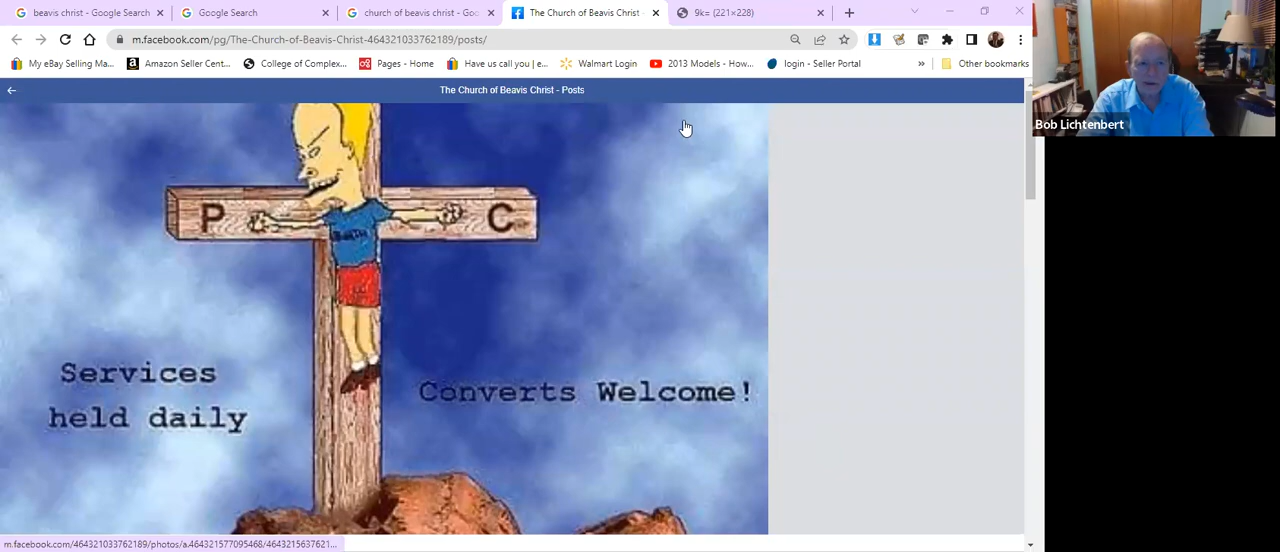 beavis christ - Google Search
Google Search
church of beavis christ - Goo
The Church of Beavis Christ -
9k= (221×228)
m.facebook.com/pg/The-Church-of-Beavis-Christ-464321033762189/posts/
My eBay Selling Ma...
Amazon Seller Cent...
College of Complex...
Pages - Home
Have us call you | e...
Walmart Login
2013 Models - How...
login - Seller Portal
»
Other bookmarks
The Church of Beavis Christ - Posts
Bob Lichtenbert
P C
Services
held daily
Converts Welcome!
m.facebook.com/464321033762189/photos/a.464321577095468/4643215637621...